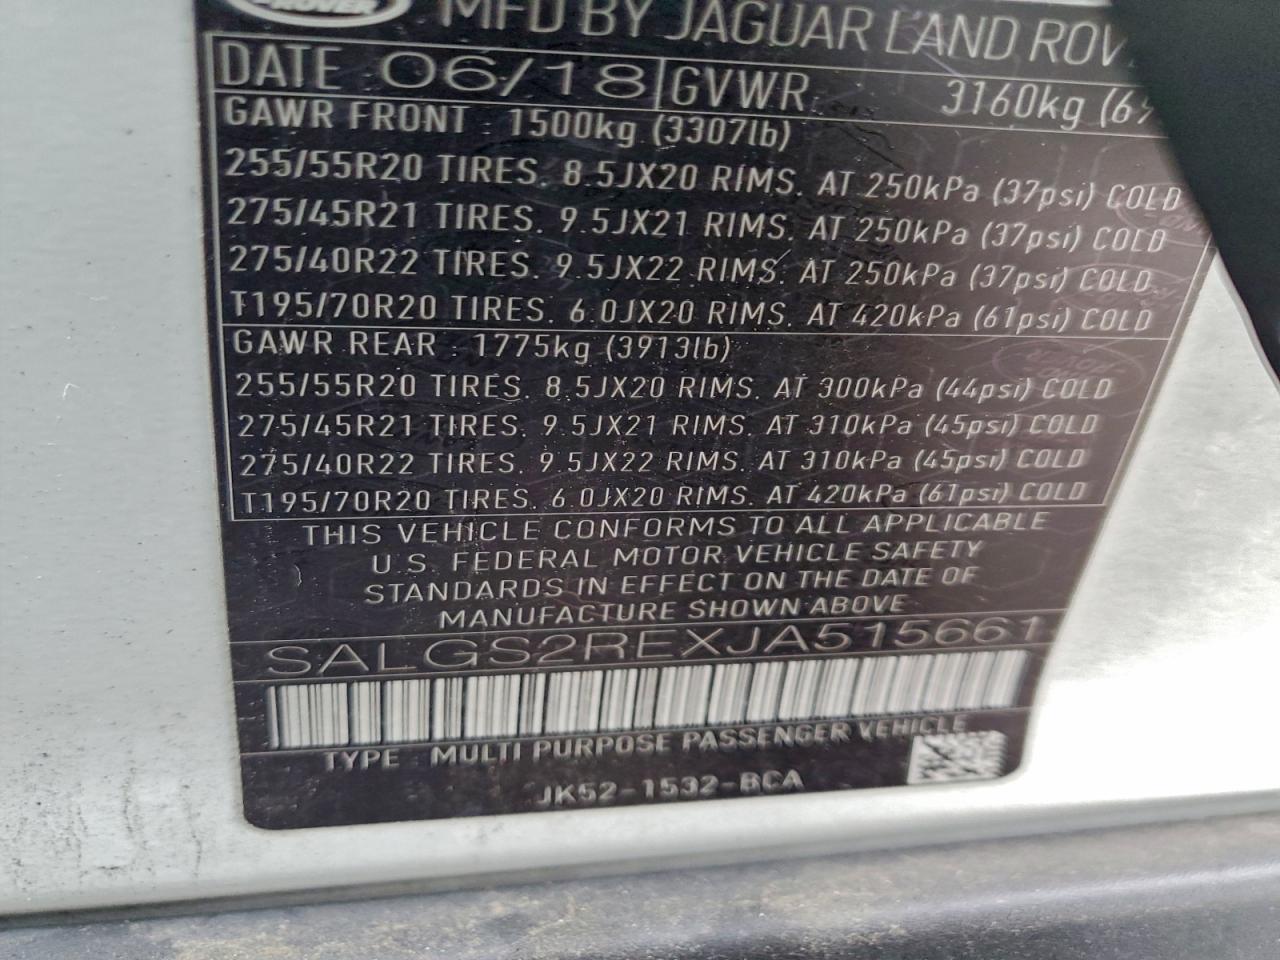 ROVER
MFD BY JAGUAR LAND
DATE 06/18 GVWR 3160kg
GAWR FRONT : 1500kg (3307lb)
255/55R20 TIRES. 8.5JX20 RIMS. AT 250kPa (37psi) COLD
275/45R21 TIRES. 9.5JX21 RIMS. AT 250kPa (37psi) COLD
275/40R22 TIRES. 9.5JX22 RIMS. AT 250kPa (37psi) COLD
T195/70R20 TIRES. 6.0JX20 RIMS. AT 420kPa (61psi) COLD
GAWR REAR : 1775kg (3913lb)
255/55R20 TIRES. 8.5JX20 RIMS. AT 300kPa (44psi) COLD
275/45R21 TIRES. 9.5JX21 RIMS. AT 310kPa (45psi) COLD
275/40R22 TIRES. 9.5JX22 RIMS. AT 310kPa (45psi) COLD
T195/70R20 TIRES. 6.0JX20 RIMS. AT 420kPa (61psi) COLD
THIS VEHICLE CONFORMS TO ALL APPLICABLE
U.S. FEDERAL MOTOR VEHICLE SAFETY
STANDARDS IN EFFECT ON THE DATE OF
MANUFACTURE SHOWN ABOVE
SALGS2REXJA515661
TYPE : MULTI PURPOSE PASSENGER VEHICLE
JK52-1532-BCA